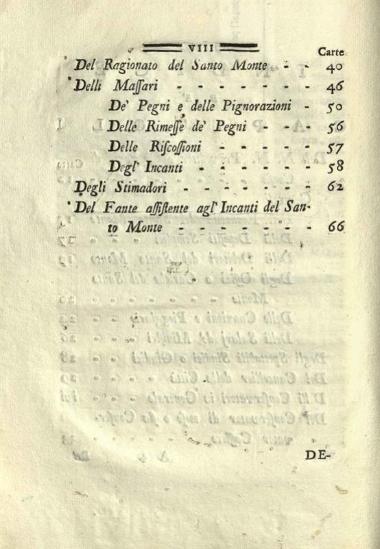 VIII
Carte
Del Ragionato del Santo Monte - - 40
Delli Maſſari - - - - - - - 46
De' Pegni e delle Pignorazioni - 50
Delle Rimeſſe de' Pegni - - - - 56
Delle Riſcoſſioni - - - - - 57
Degl' Incanti - - - - - - 58
Degli Stimadori - - - - - - - 62
Del Fante aſſiſtente agl' Incanti del San-
to Monte - - - - - - - 66
DE-